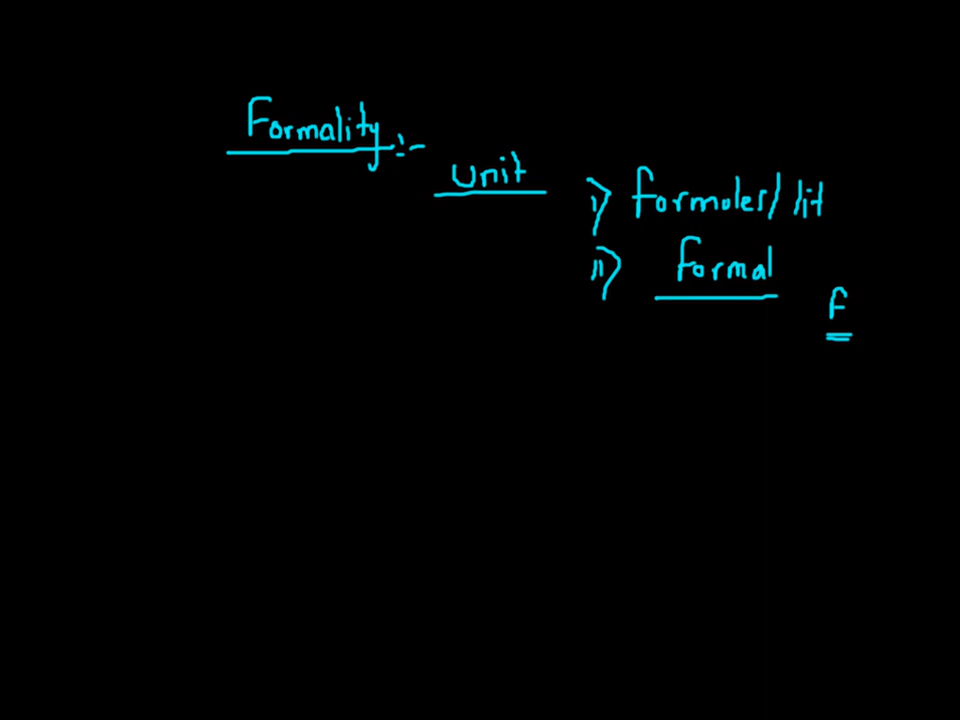 Formality :-
unit
i) formoles/lit
ii) formal
F